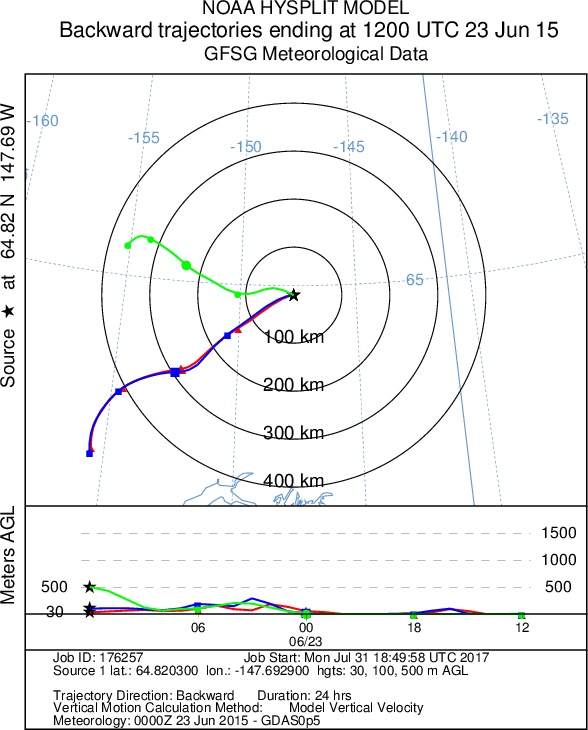 NOAA HYSPLIT MODEL
Backward trajectories ending at 1200 UTC 23 Jun 15
GFSG Meteorological Data
Source ★ at 64.82 N 147.69 W
-160
-155
-150
-145
-140
-135
65
100 km
200 km
300 km
400 km
Meters AGL
1500
1000
500
500
30
06
00
18
12
06/23
Job ID: 176257 Job Start: Mon Jul 31 18:49:58 UTC 2017
Source 1 lat.: 64.820300 lon.: -147.692900 hgts: 30, 100, 500 m AGL
Trajectory Direction: Backward Duration: 24 hrs
Vertical Motion Calculation Method: Model Vertical Velocity
Meteorology: 0000Z 23 Jun 2015 - GDAS0p5